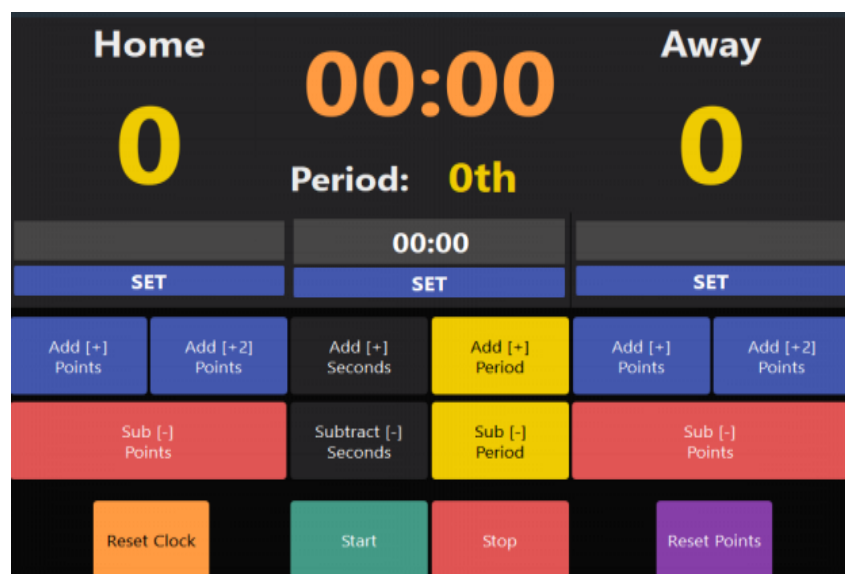 Home
00:00
Away
0
0
Period: 0th
00:00
SET
SET
SET
Add [+]
Points
Add [+2]
Points
Add [+]
Seconds
Add [+]
Period
Add [+]
Points
Add [+2]
Points
Sub [-]
Points
Subtract [-]
Seconds
Sub [-]
Period
Sub [-]
Points
Reset Clock
Start
Stop
Reset Points